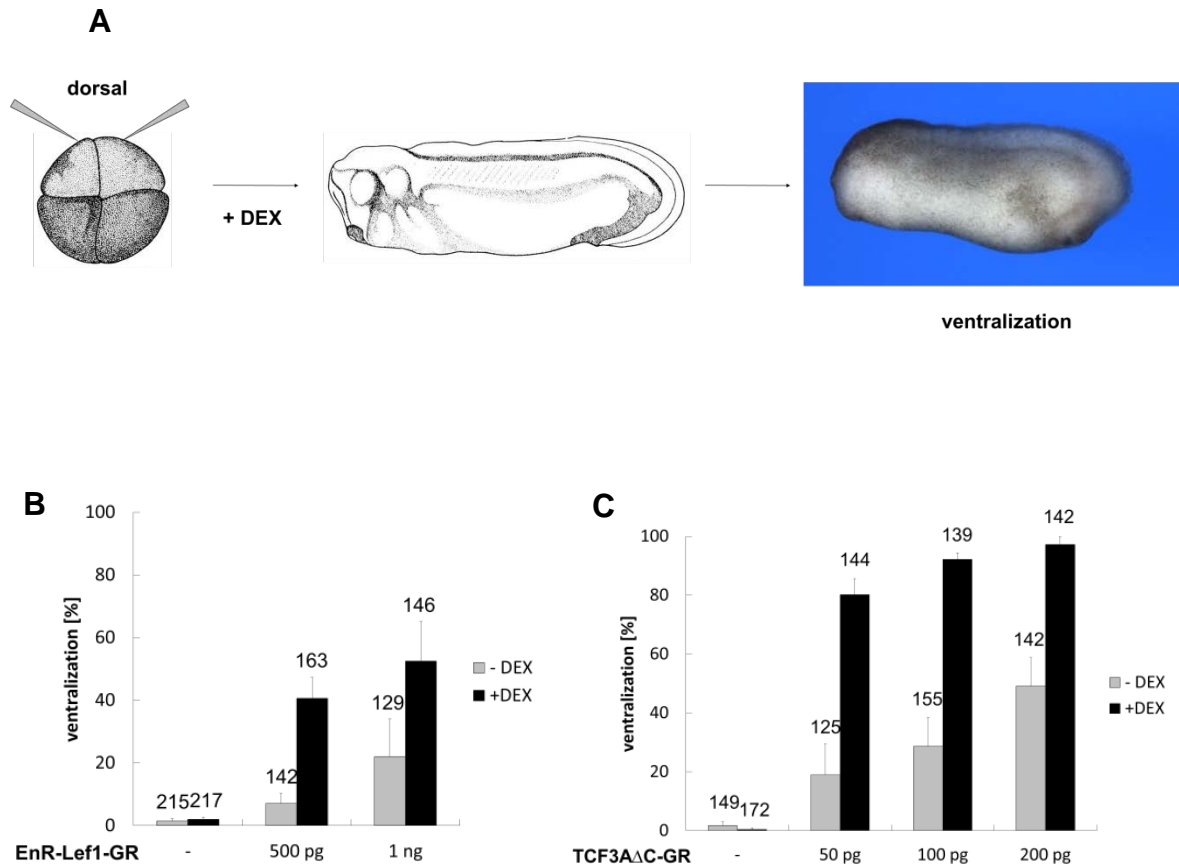 A
dorsal
+ DEX
ventralization
B
ventralization [%]
100
80
60
40
20
0
215
217
142
163
129
146
- DEX
+DEX
EnR-Lef1-GR
-
500 pg
1 ng
C
ventralization [%]
100
80
60
40
20
0
149
172
125
144
155
139
142
142
- DEX
+DEX
TCF3AΔC-GR
-
50 pg
100 pg
200 pg